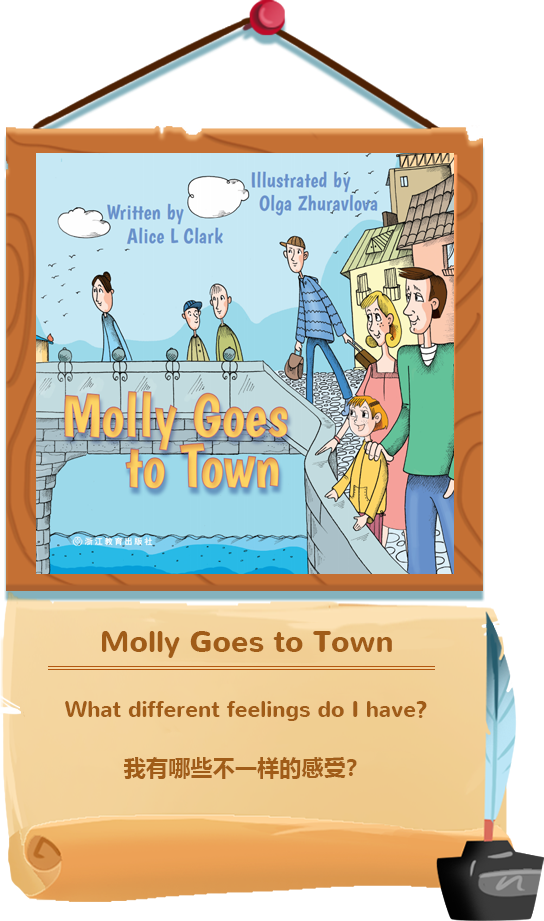 Illustrated by
Olga Zhuravlova
Written by
Alice L Clark
Molly Goes
to Town
浙江教育出版社
Molly Goes to Town
What different feelings do I have?
我有哪些不一样的感受?